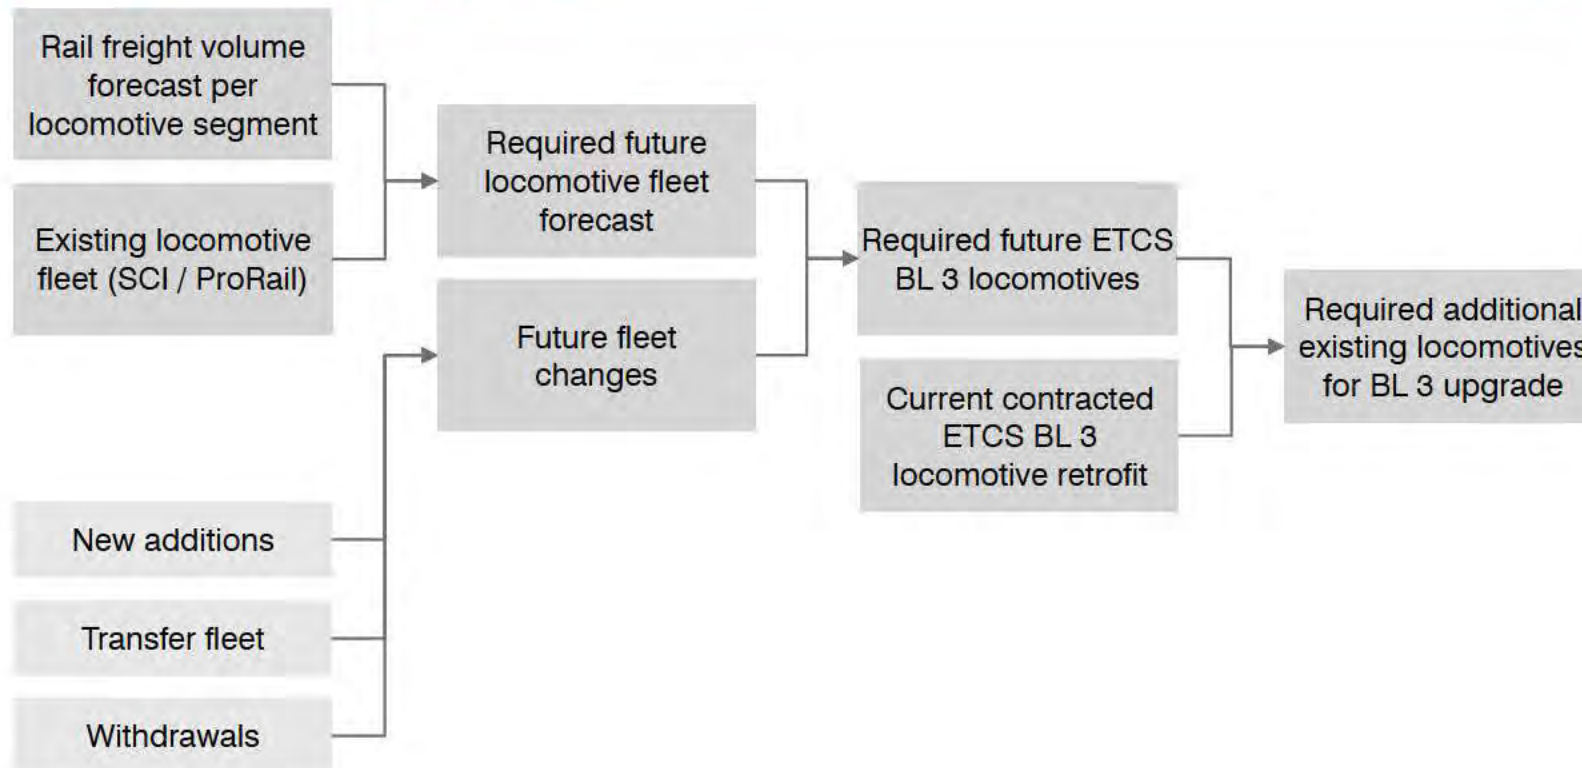 Rail freight volume
forecast per
locomotive segment
Existing locomotive
fleet (SCI / ProRail)
Required future
locomotive fleet
forecast
Future fleet
changes
New additions
Transfer fleet
Withdrawals
Required future ETCS
BL 3 locomotives
Current contracted
ETCS BL 3
locomotive retrofit
Required additional
existing locomotives
for BL 3 upgrade